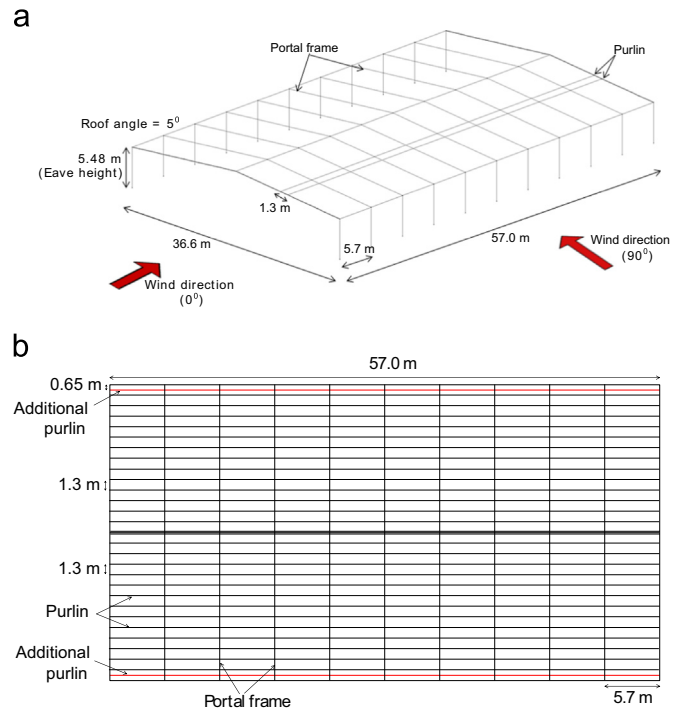 a
Portal frame
Purlin
Roof angle = 5⁰
5.48 m
(Eave height)
1.3 m
36.6 m
5.7 m
57.0 m
Wind direction
(90⁰)
Wind direction
(0⁰)
b
57.0 m
0.65 m
Additional
purlin
1.3 m
1.3 m
Purlin
Additional
purlin
Portal frame
5.7 m